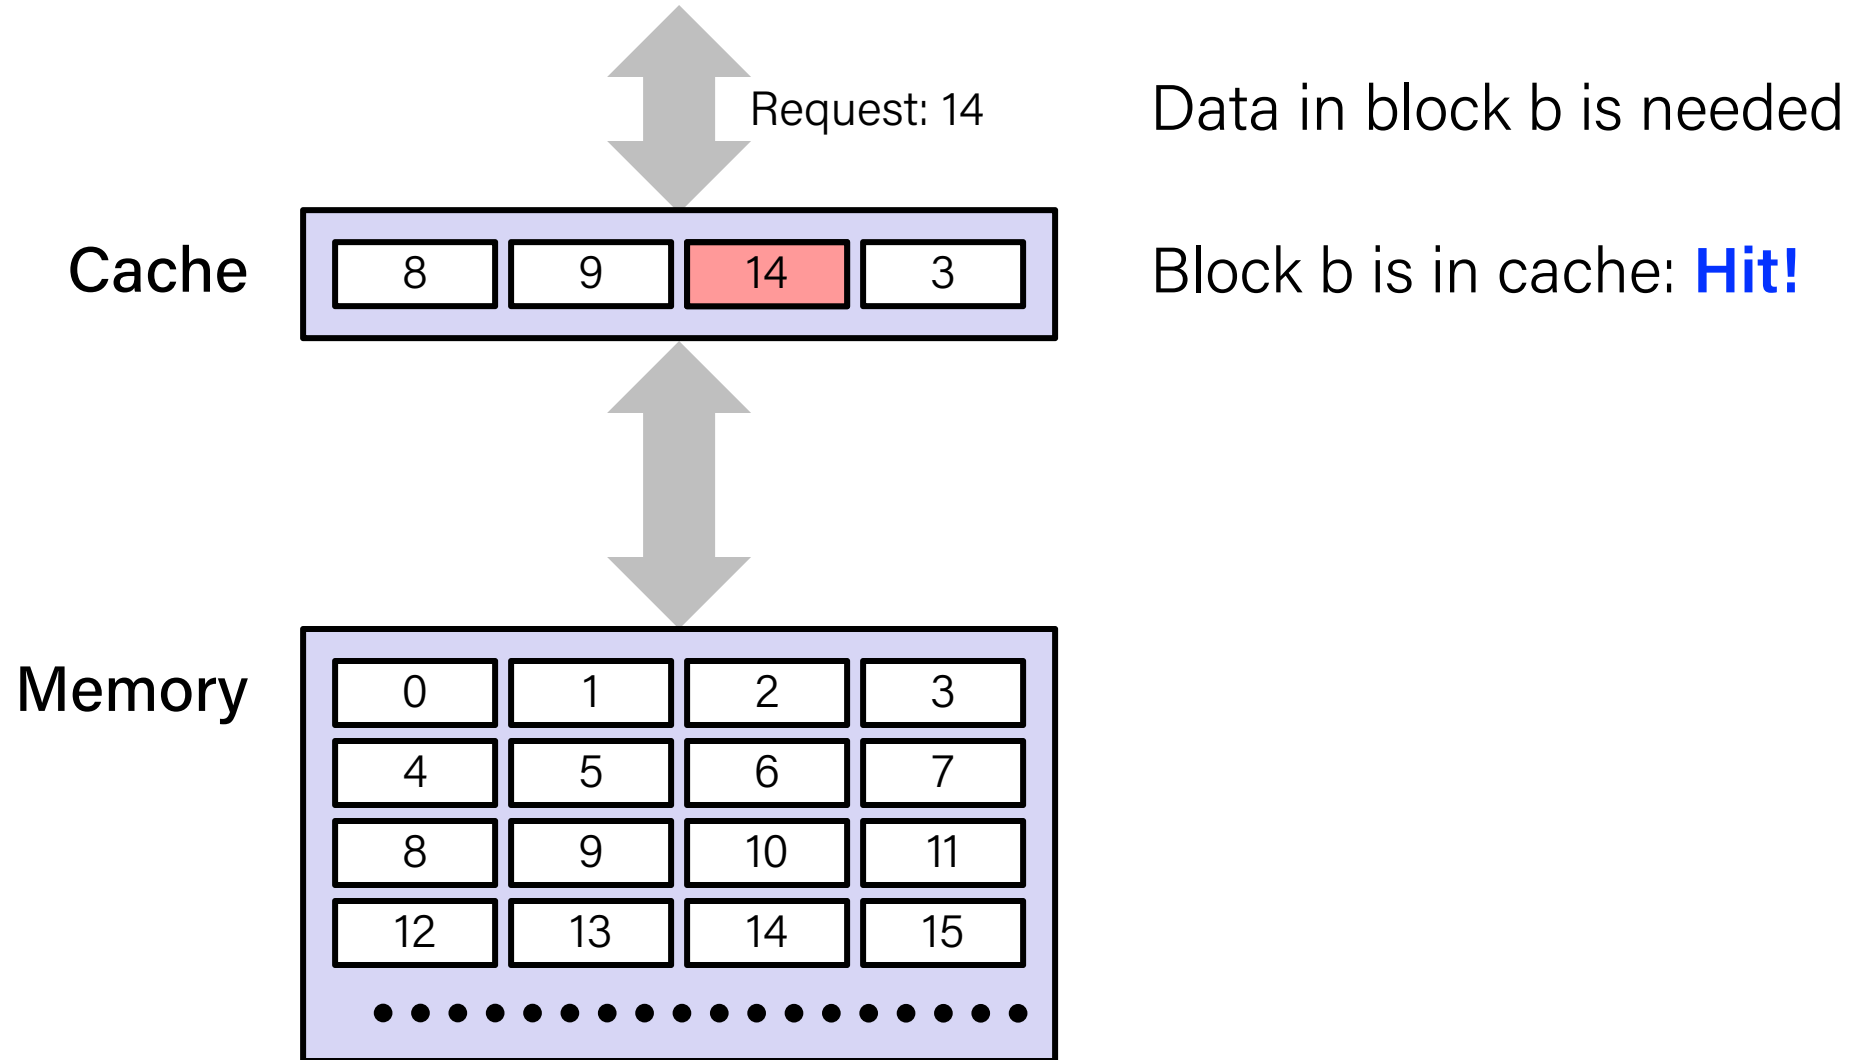 Request: 14
Data in block b is needed
Cache
8 9 14 3
Block b is in cache: Hit!
Memory
0 1 2 3
4 5 6 7
8 9 10 11
12 13 14 15